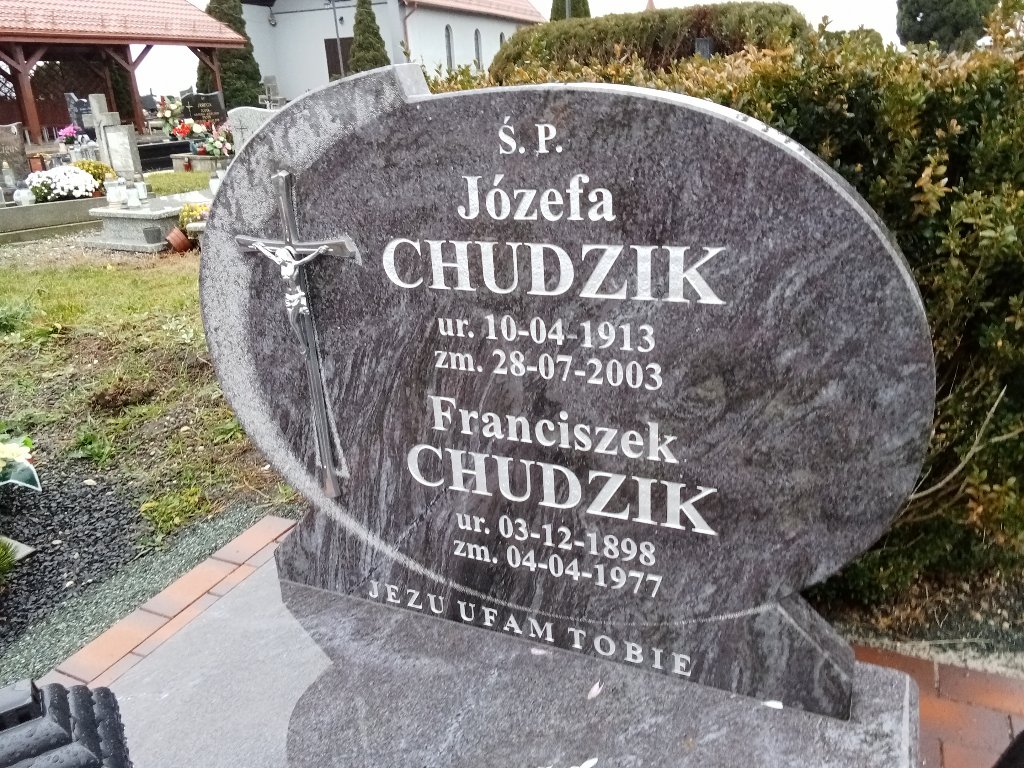 Ś. P.
Józefa
CHUDZIK
ur. 10-04-1913
zm. 28-07-2003
Franciszek
CHUDZIK
ur. 03-12-1898
zm. 04-04-1977
JEZU UFAM TOBIE